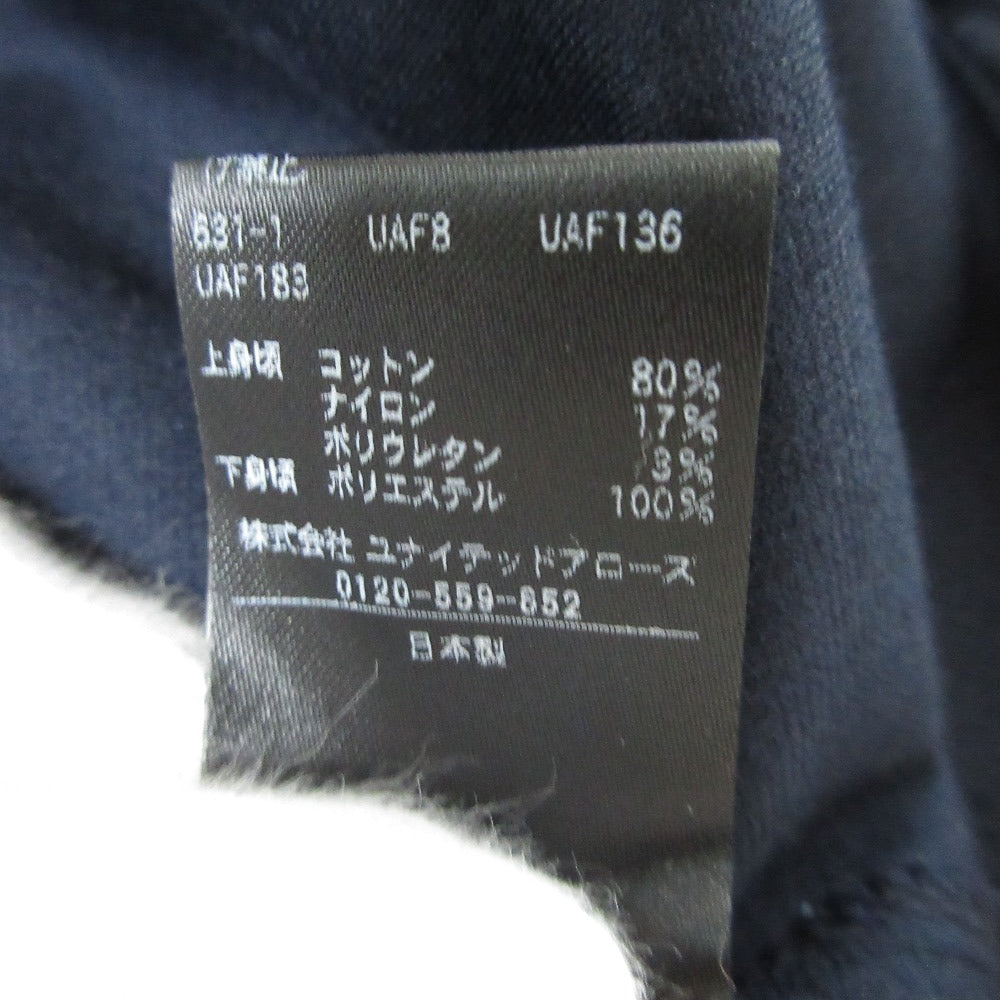 631-1 UAF8 UAF136
UAF183
上身頃 コットン 80%
ナイロン 17%
ポリウレタン 3%
下身頃 ポリエステル 100%
株式会社 ユナイテッドアローズ
0120-559-652
日本製